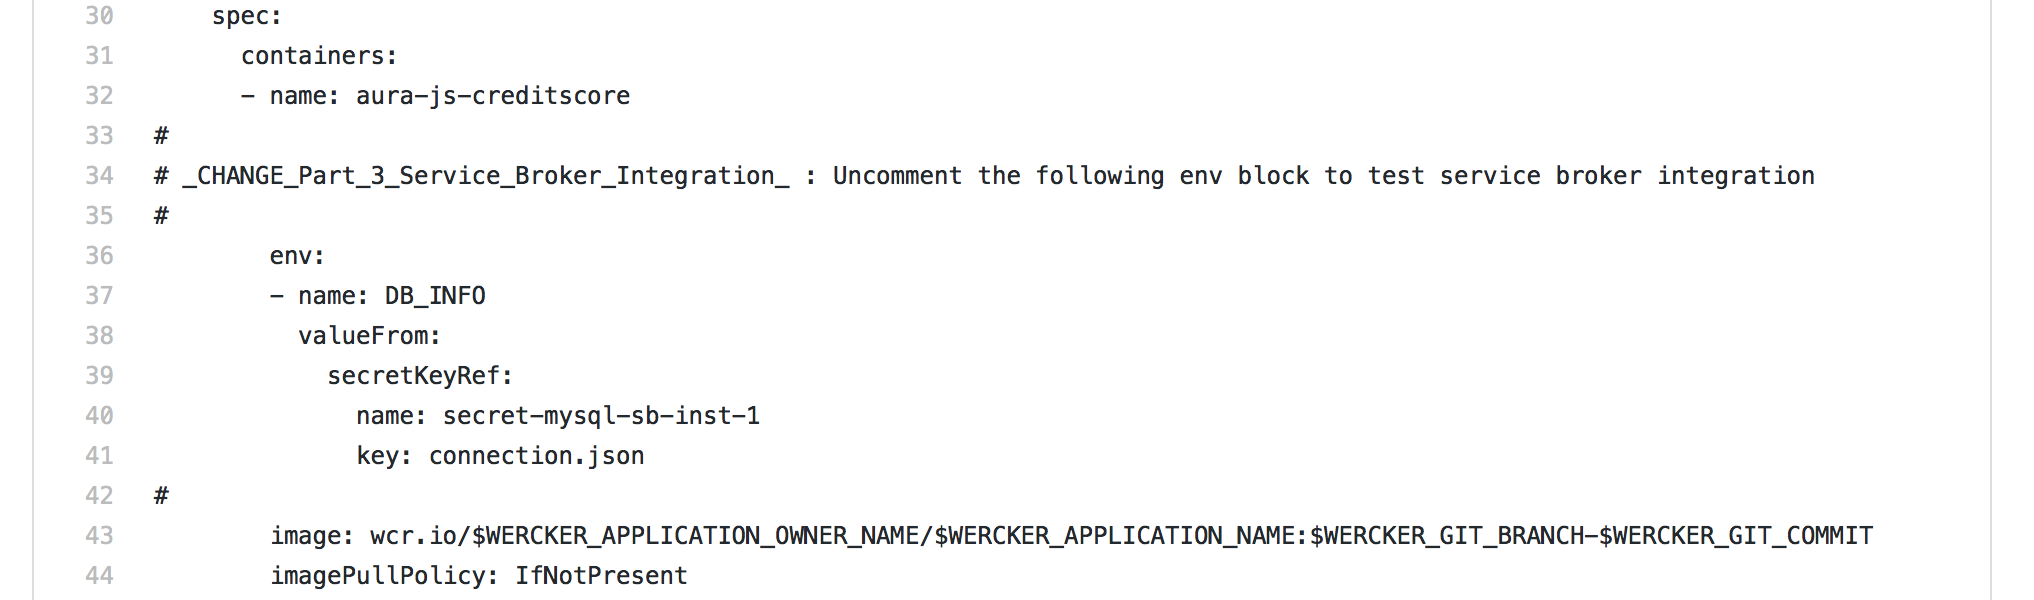 30 spec:
31 containers:
32 - name: aura-js-creditscore
33 #
34 # _CHANGE_Part_3_Service_Broker_Integration_ : Uncomment the following env block to test service broker integration
35 #
36 env:
37 - name: DB_INFO
38 valueFrom:
39 secretKeyRef:
40 name: secret-mysql-sb-inst-1
41 key: connection.json
42 #
43 image: wcr.io/$WERCKER_APPLICATION_OWNER_NAME/$WERCKER_APPLICATION_NAME:$WERCKER_GIT_BRANCH-$WERCKER_GIT_COMMIT
44 imagePullPolicy: IfNotPresent